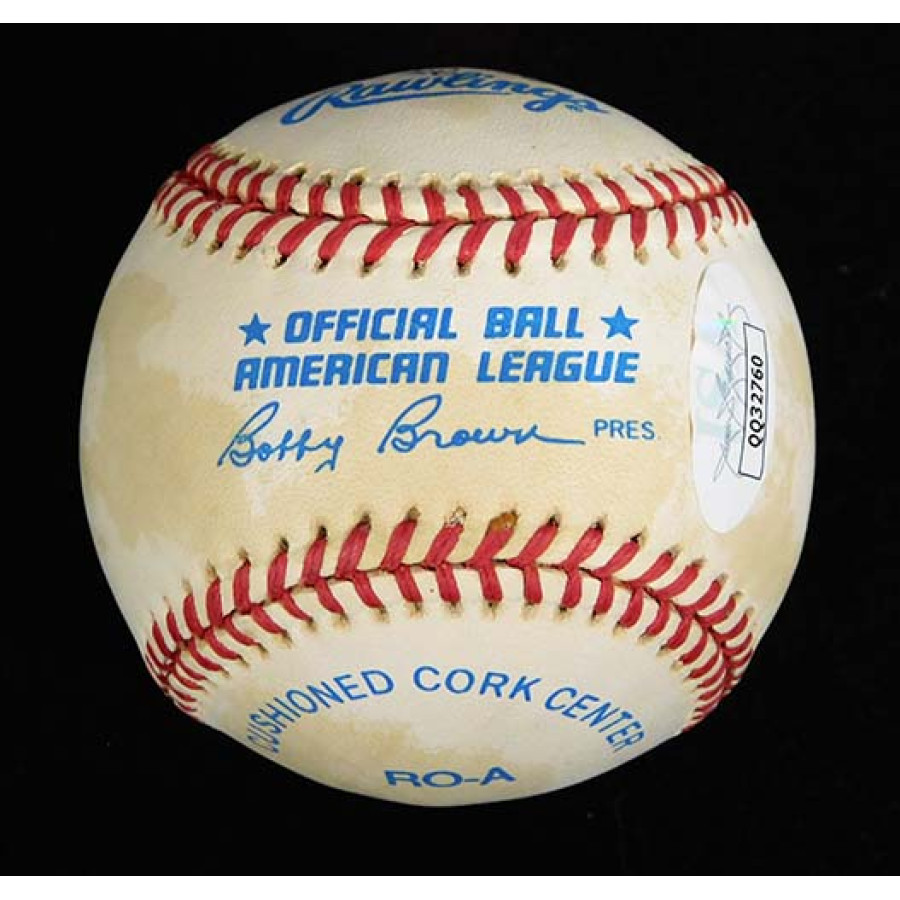 Rawlings
OFFICIAL BALL
AMERICAN LEAGUE
Bobby Brown PRES.
QQ32760
CUSHIONED CORK CENTER
RO-A